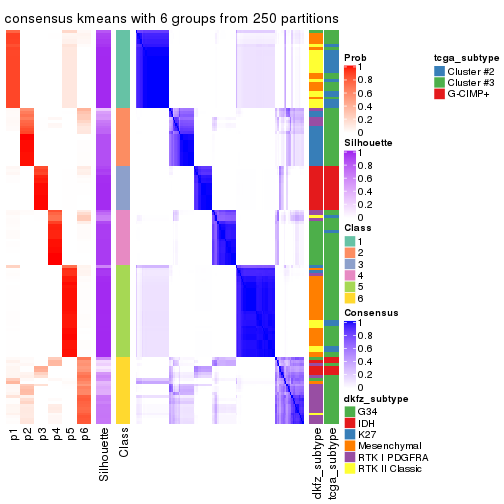 consensus kmeans with 6 groups from 250 partitions
Prob
1
0.8
0.6
0.4
0.2
0
Silhouette
1
0.8
0.6
0.4
0.2
0
Class
1
2
3
4
5
6
Consensus
1
0.8
0.6
0.4
0.2
0
dkfz_subtype
G34
IDH
K27
Mesenchymal
RTK I PDGFRA
RTK II Classic
tcga_subtype
Cluster #2
Cluster #3
G-CIMP+
p1
p2
p3
p4
p5
p6
Silhouette
Class
dkfz_subtype
tcga_subtype